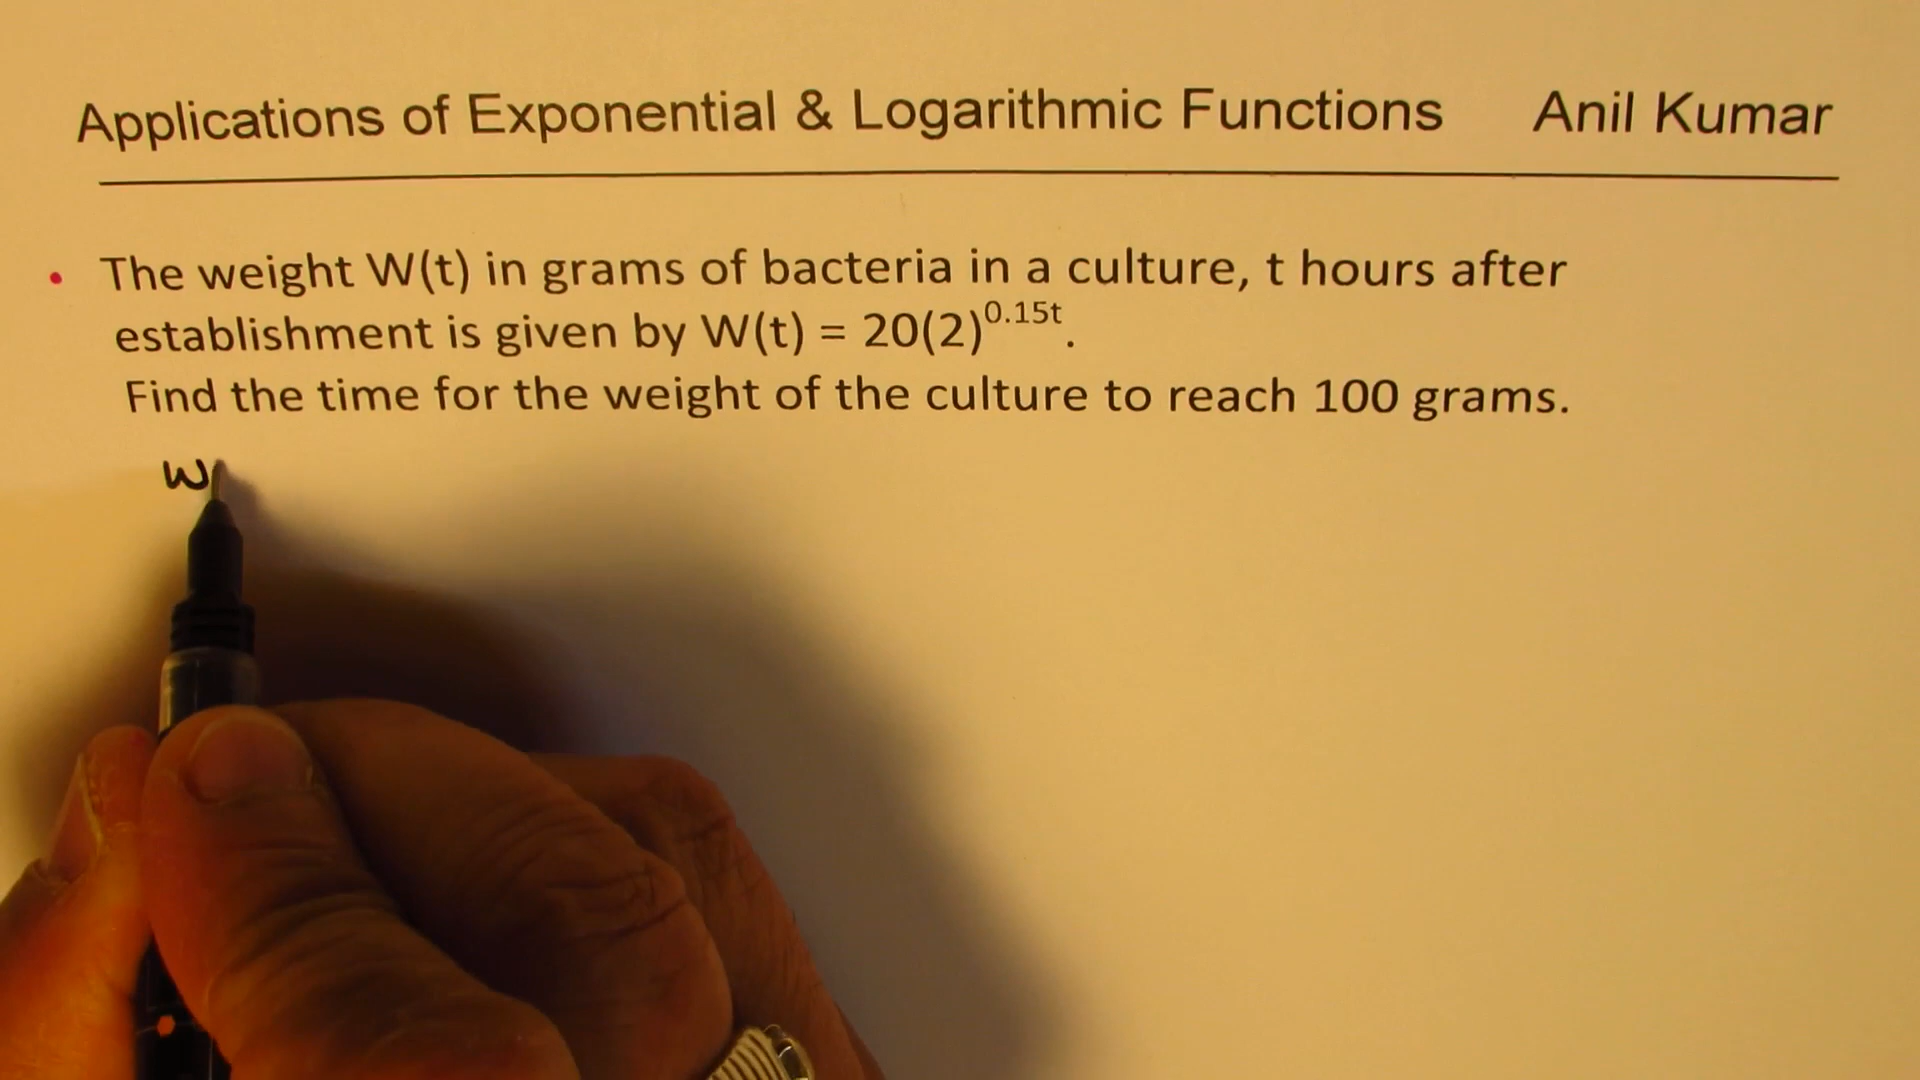 Applications of Exponential & Logarithmic Functions Anil Kumar
• The weight W(t) in grams of bacteria in a culture, t hours after
establishment is given by W(t) = 20(2)^0.15t.
Find the time for the weight of the culture to reach 100 grams.
W(